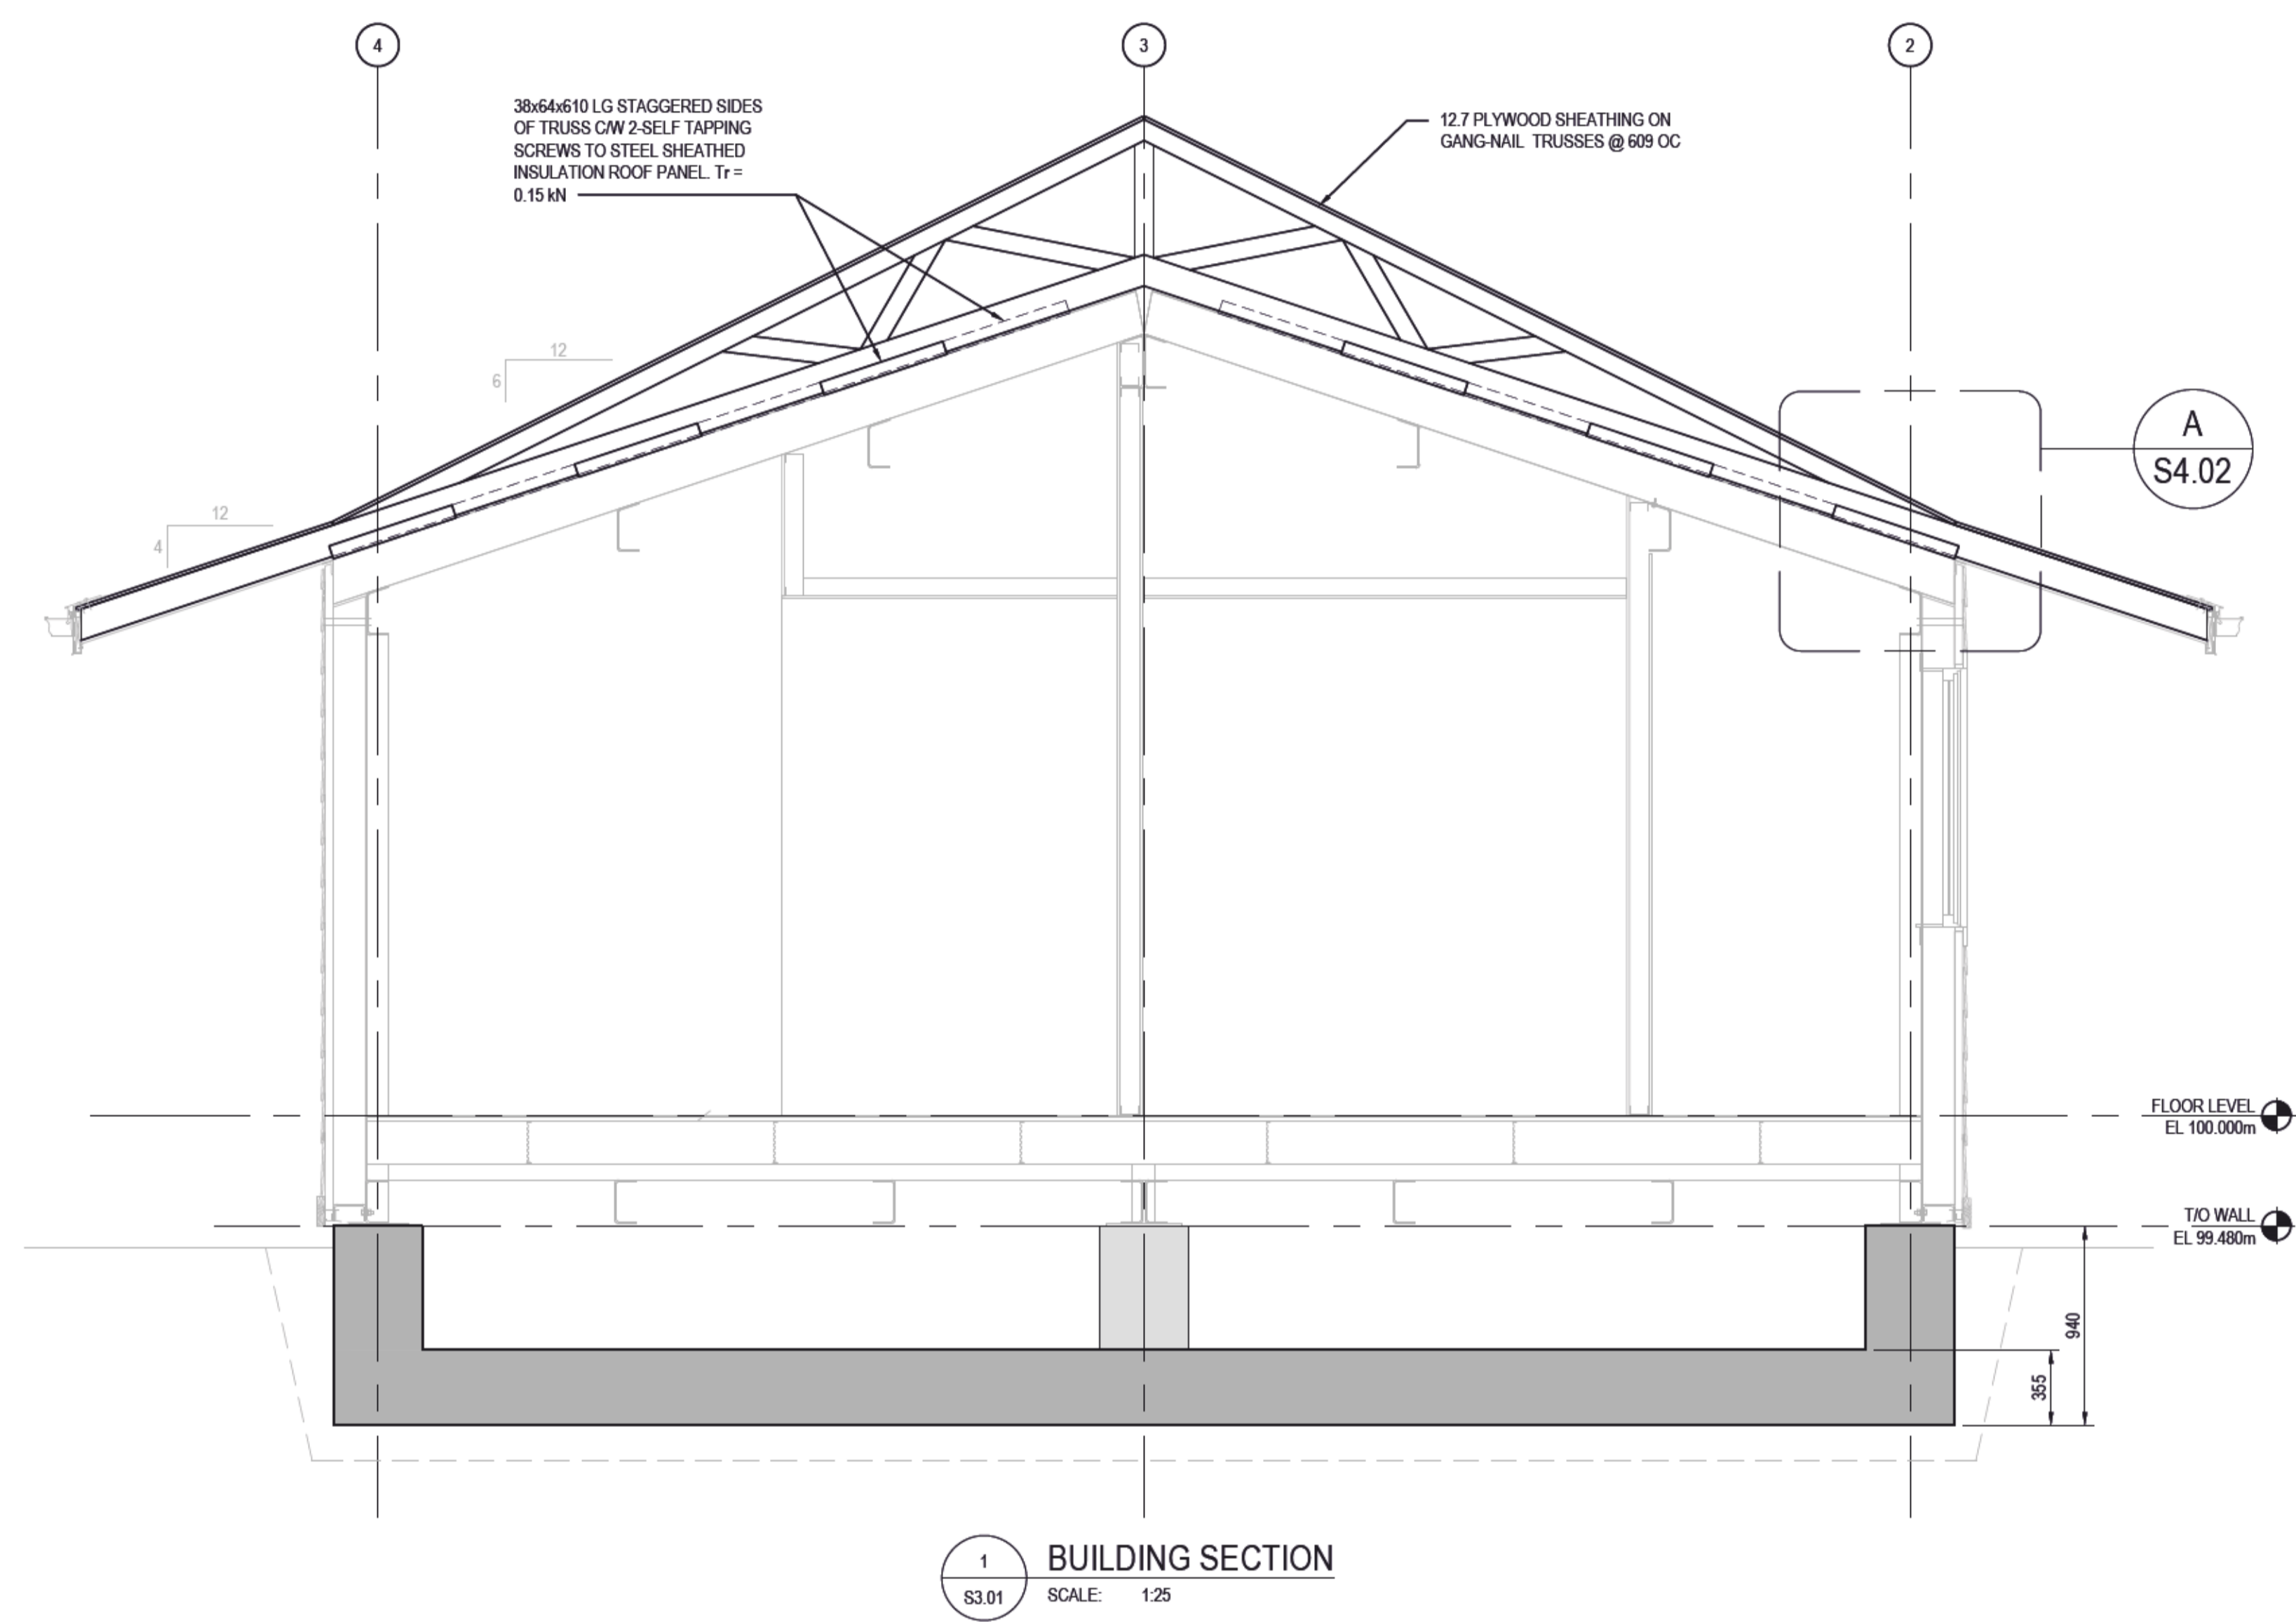 4
3
2
38x64x610 LG STAGGERED SIDES
OF TRUSS C/W 2-SELF TAPPING
SCREWS TO STEEL SHEATHED
INSULATION ROOF PANEL. Tr =
0.15 kN
12.7 PLYWOOD SHEATHING ON
GANG-NAIL TRUSSES @ 609 OC
12
6
12
4
A
S4.02
FLOOR LEVEL
EL 100.000m
T/O WALL
EL 99.480m
940
355
1
S3.01
BUILDING SECTION
SCALE: 1:25